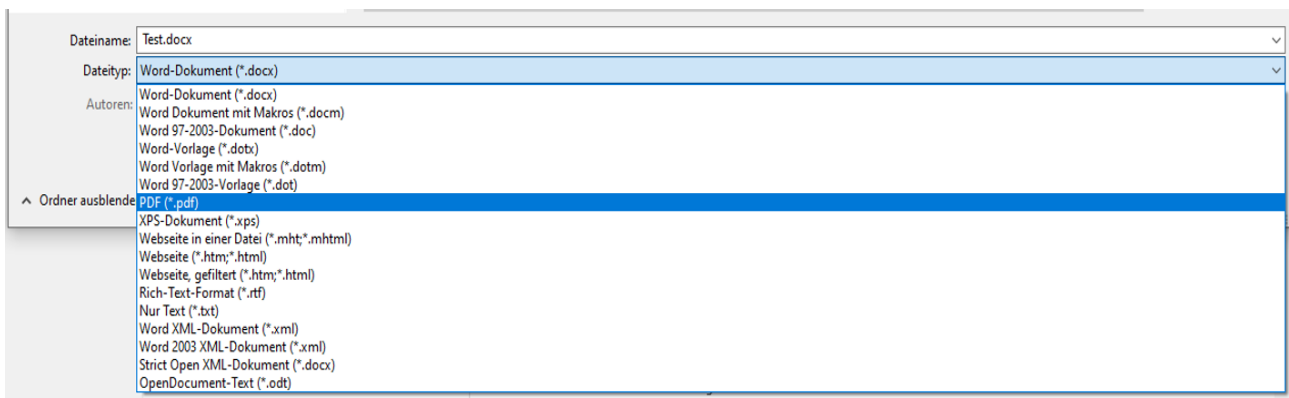 Dateiname: Test.docx
Dateityp: Word-Dokument (*.docx)
Autoren:
Word-Dokument (*.docx)
Word Dokument mit Makros (*.docm)
Word 97-2003-Dokument (*.doc)
Word-Vorlage (*.dotx)
Word Vorlage mit Makros (*.dotm)
Word 97-2003-Vorlage (*.dot)
Ordner ausblende
PDF (*.pdf)
XPS-Dokument (*.xps)
Webseite in einer Datei (*.mht;*.mhtml)
Webseite (*.htm;*.html)
Webseite, gefiltert (*.htm;*.html)
Rich-Text-Format (*.rtf)
Nur Text (*.txt)
Word XML-Dokument (*.xml)
Word 2003 XML-Dokument (*.xml)
Strict Open XML-Dokument (*.docx)
OpenDocument-Text (*.odt)